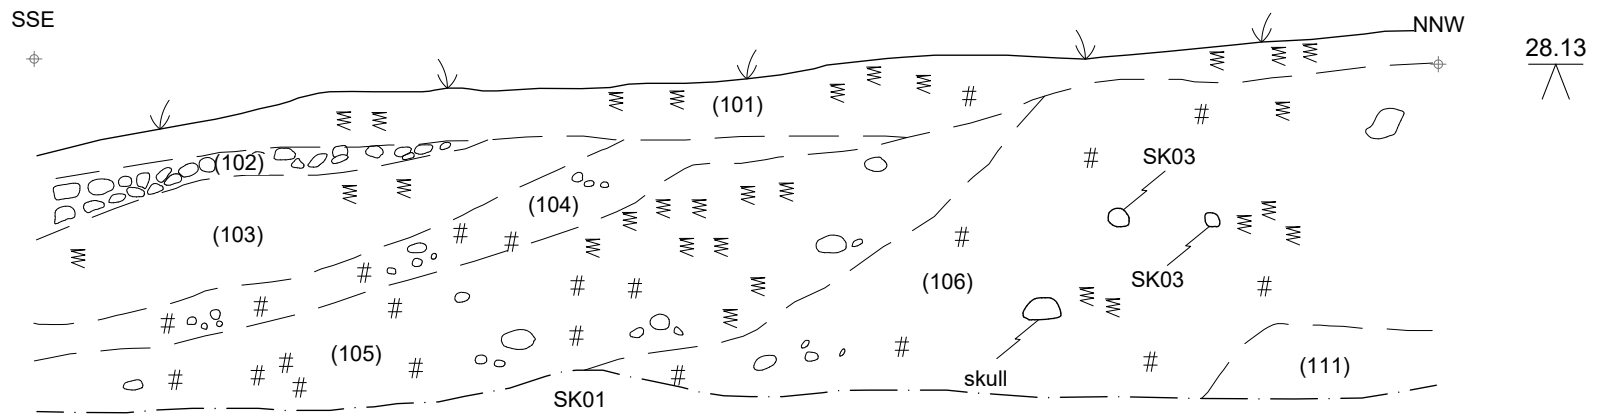 SSE
NNW
28.13
(101)
(102)
SK03
(104)
(103)
SK03
(106)
(105)
(111)
skull
SK01